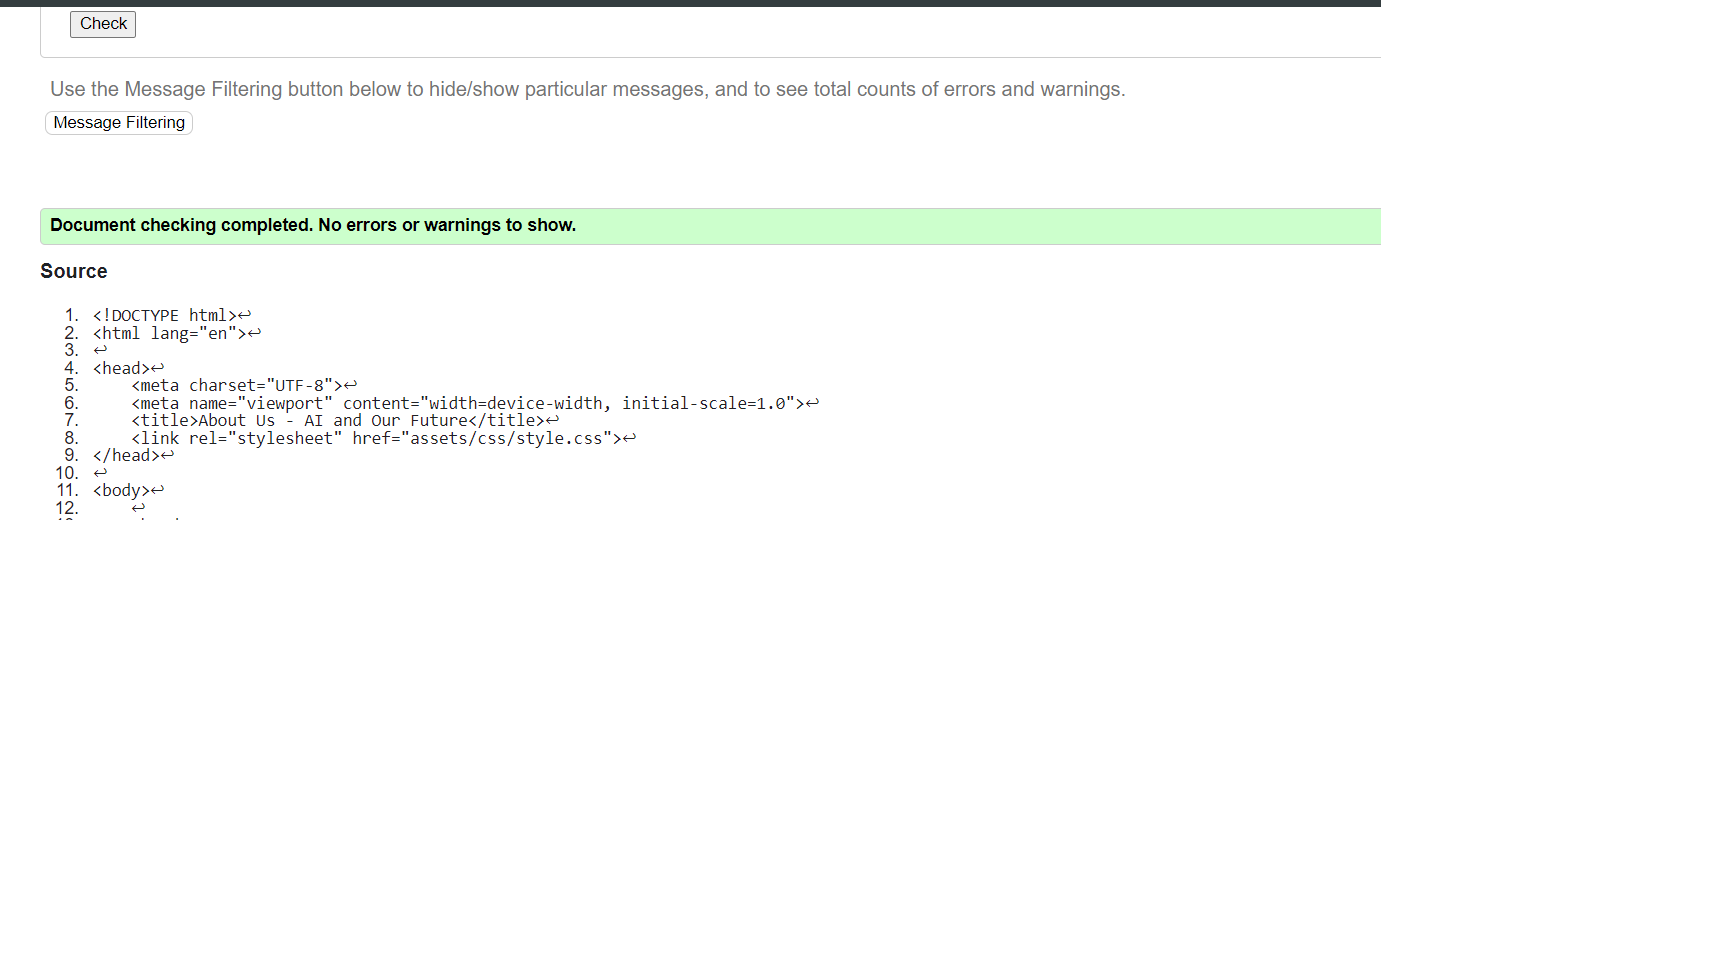 Check
Use the Message Filtering button below to hide/show particular messages, and to see total counts of errors and warnings.
Message Filtering
Document checking completed. No errors or warnings to show.
Source
1. <!DOCTYPE html>↩
2. <html lang="en">↩
3. ↩
4. <head>↩
5. <meta charset="UTF-8">↩
6. <meta name="viewport" content="width=device-width, initial-scale=1.0">↩
7. <title>About Us - AI and Our Future</title>↩
8. <link rel="stylesheet" href="assets/css/style.css">↩
9. </head>↩
10. ↩
11. <body>↩
12. ↩